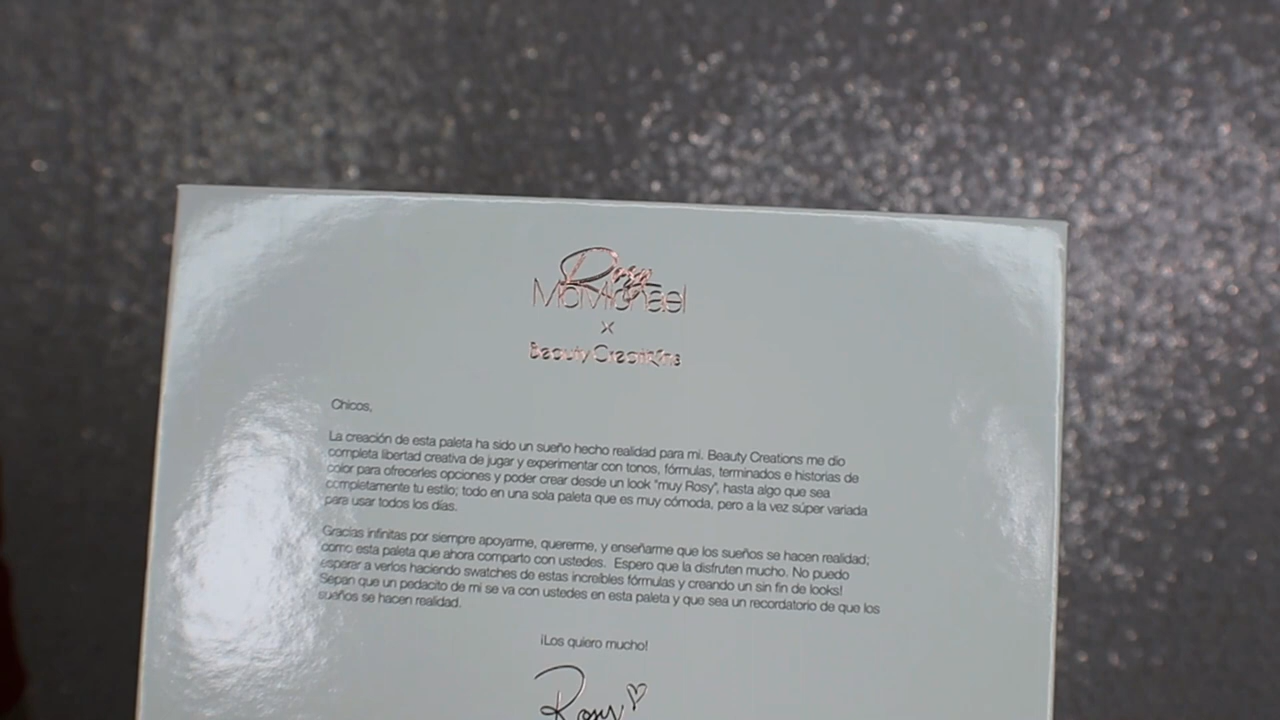 Rosy
McMichael
x
Beauty Creations
Chicos,
La creación de esta paleta ha sido un sueño hecho realidad para mi. Beauty Creations me dio
completa libertad creativa de jugar y experimentar con tonos, fórmulas, terminados e historias de
color para ofrecerles opciones y poder crear desde un look "muy Rosy", hasta algo que sea
completamente tu estilo; todo en una sola paleta que es muy cómoda, pero a la vez súper variada
para usar todos los días.
Gracias infinitas por siempre apoyarme, quererme, y enseñarme que los sueños se hacen realidad;
como esta paleta que ahora comparto con ustedes. Espero que la disfruten mucho. No puedo
esperar a verlos haciendo swatches de estas increíbles fórmulas y creando un sin fin de looks!
Sepan que un pedacito de mi se va con ustedes en esta paleta y que sea un recordatorio de que los
sueños se hacen realidad.
¡Los quiero mucho!
Rosy